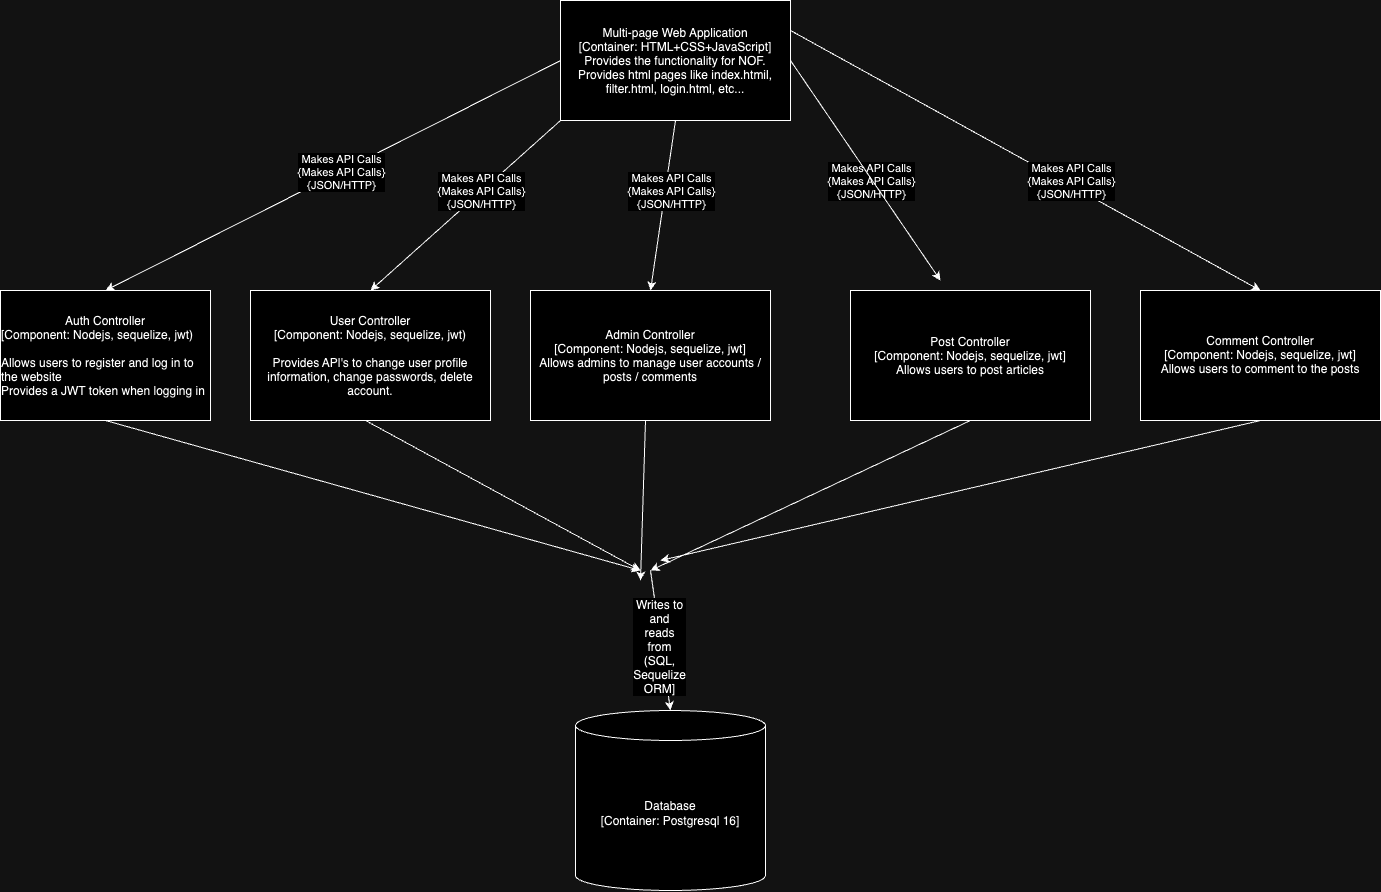 Multi-page Web Application
[Container: HTML+CSS+JavaScript]
Provides the functionality for NOF.
Provides html pages like index.htmil,
filter.html, login.html, etc...
Makes API Calls
{Makes API Calls}
{JSON/HTTP}
Makes API Calls
{Makes API Calls}
{JSON/HTTP}
Makes API Calls
{Makes API Calls}
{JSON/HTTP}
Makes API Calls
{Makes API Calls}
{JSON/HTTP}
Makes API Calls
{Makes API Calls}
{JSON/HTTP}
Auth Controller
[Component: Nodejs, sequelize, jwt)
Allows users to register and log in to
the website
Provides a JWT token when logging in
User Controller
[Component: Nodejs, sequelize, jwt)
Provides API's to change user profile
information, change passwords, delete
account.
Admin Controller
[Component: Nodejs, sequelize, jwt]
Allows admins to manage user accounts /
posts / comments
Post Controller
[Component: Nodejs, sequelize, jwt]
Allows users to post articles
Comment Controller
[Component: Nodejs, sequelize, jwt]
Allows users to comment to the posts
Writes to
and
reads
from
(SQL,
Sequelize
ORM]
Database
[Container: Postgresql 16]